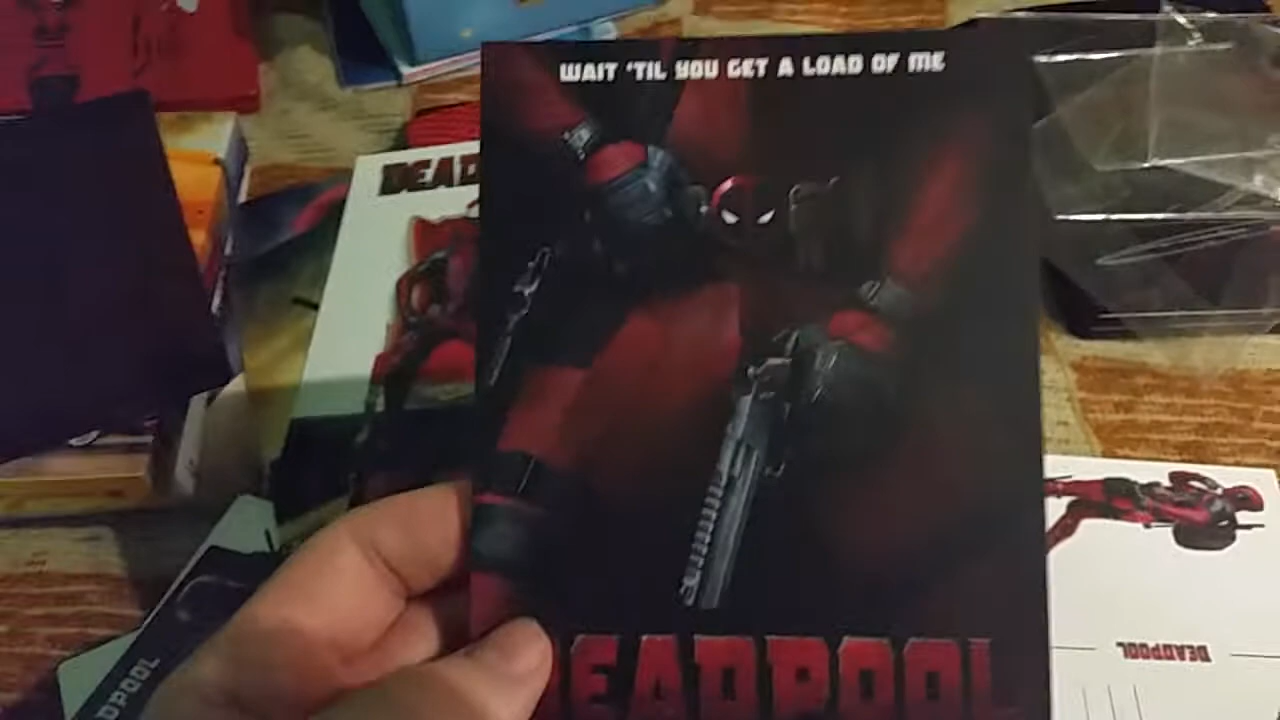 WAIT 'TIL YOU GET A LOAD OF ME
DEAD
DEADPOOL
DEADPOOL
DPOOL